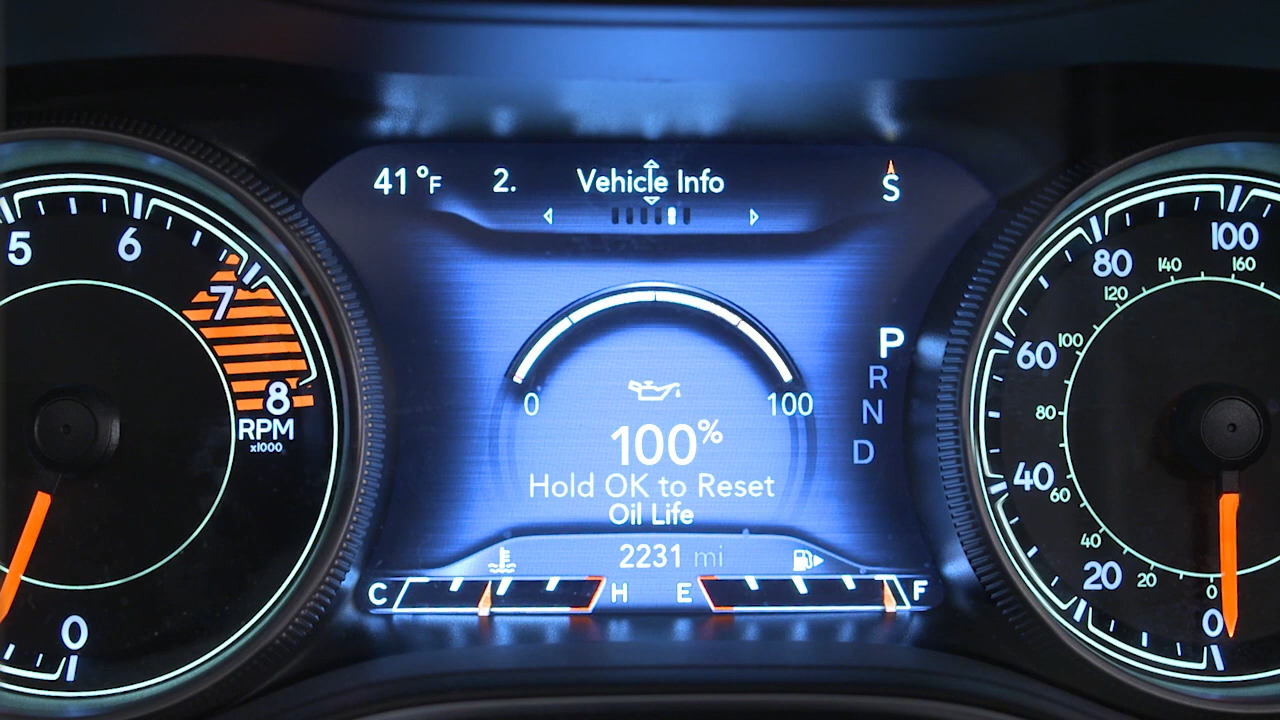 41°F 2. Vehicle Info S
5 6 7 8
RPM
x1000
0
0 100
100%
Hold OK to Reset
Oil Life
2231 mi
C H E F
P
R
N
D
100
80
60
40
20
0
160
140
120
100
80
60
40
20
0